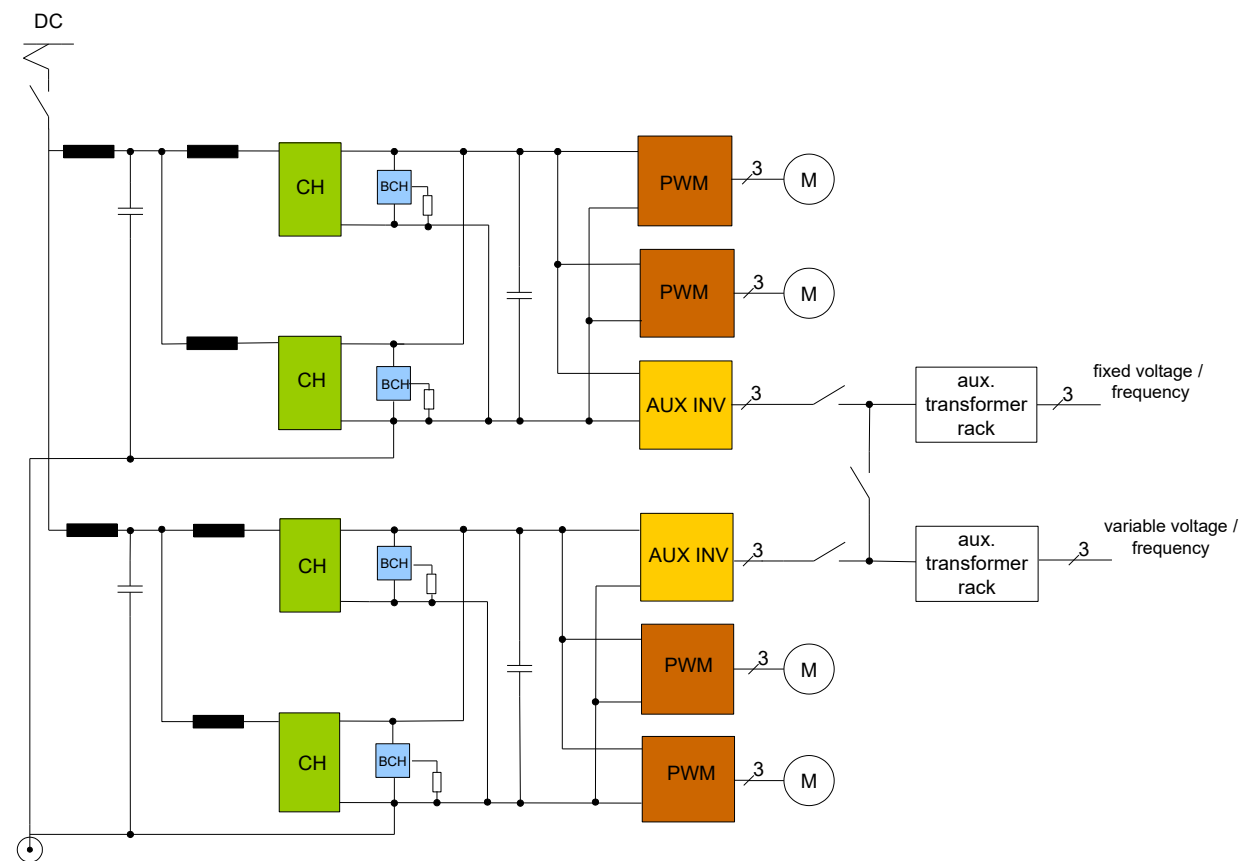 DC
CH
BCH
PWM
3
M
PWM
3
M
CH
BCH
AUX INV
3
aux.
transformer
rack
3
fixed voltage /
frequency
CH
BCH
AUX INV
3
aux.
transformer
rack
3
variable voltage /
frequency
PWM
3
M
CH
BCH
PWM
3
M